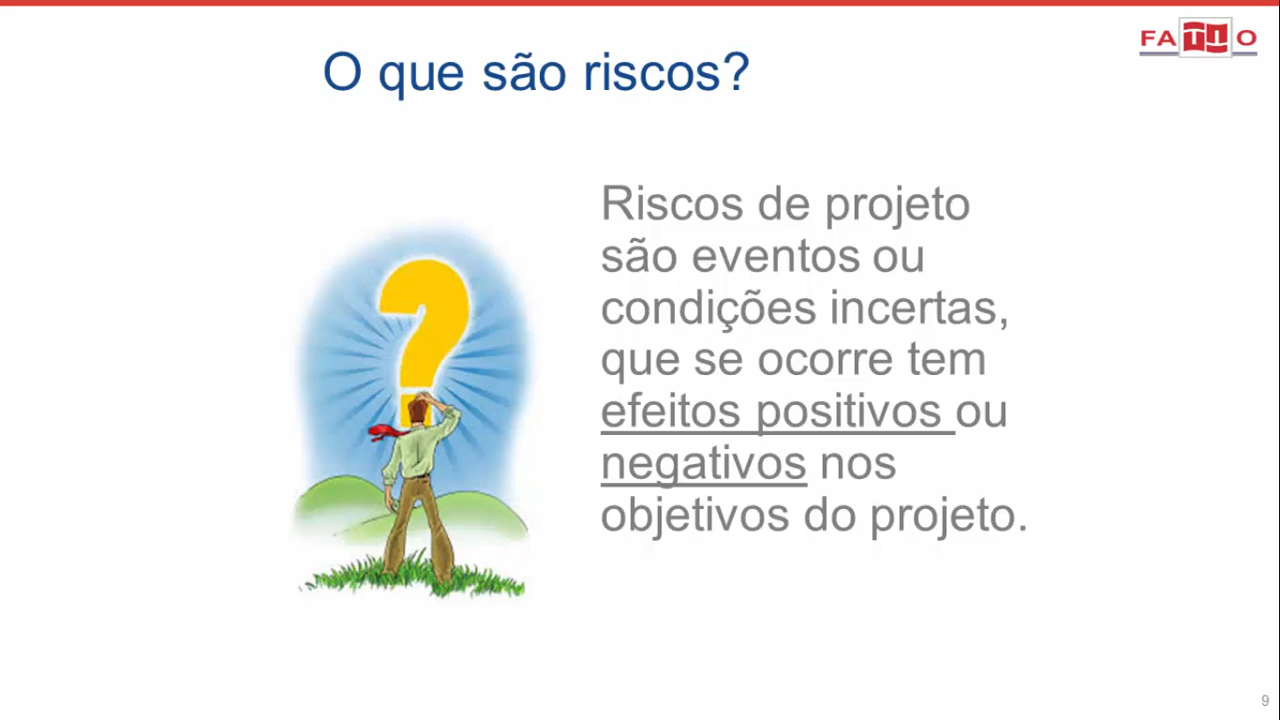 FATTO
O que são riscos?
Riscos de projeto
são eventos ou
condições incertas,
que se ocorre tem
efeitos positivos ou
negativos nos
objetivos do projeto.
9